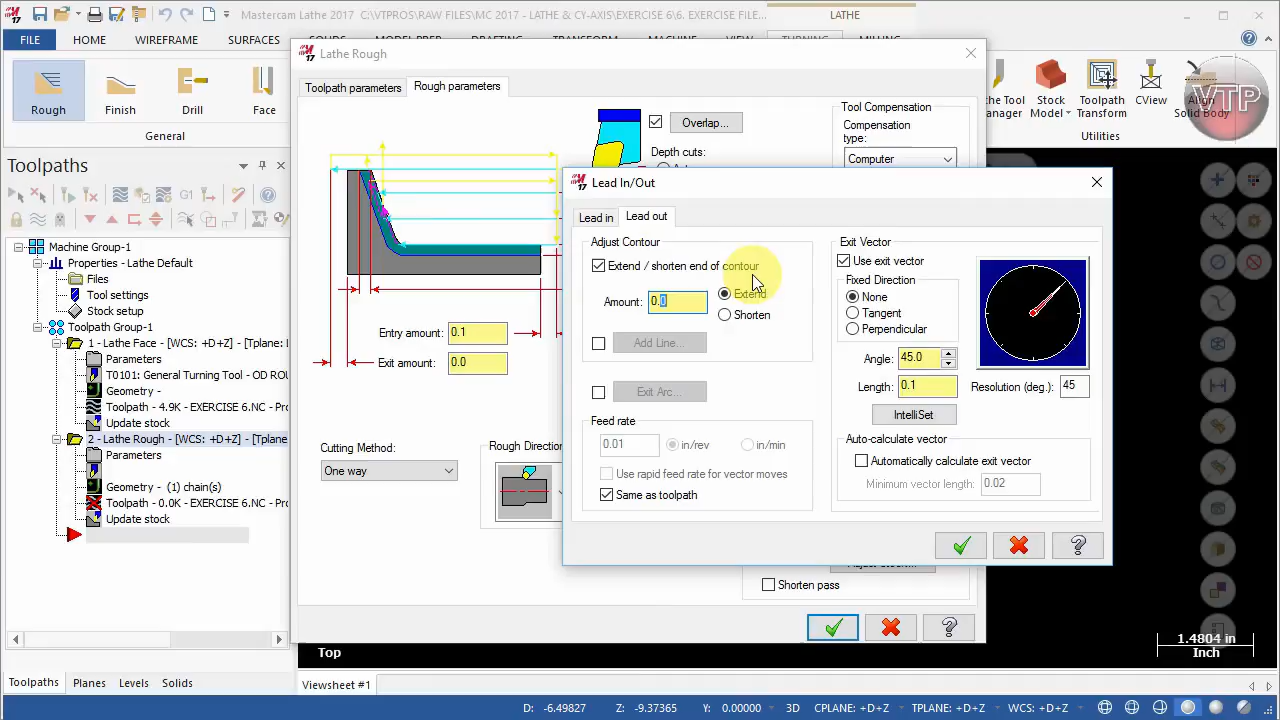 Mastercam Lathe 2017 C:\VTPROS\RAW FILES\MC 2017 - LATHE & CY-AXIS\EXERCISE 6\6. EXERCISE FILE... LATHE
FILE HOME WIREFRAME SURFACES
Rough Finish Drill Face
General
Tool Manager Stock Model Toolpath Transform CView Align Solid Body
Utilities
VTP
Toolpaths
G1
Machine Group-1
Properties - Lathe Default
Files
Tool settings
Stock setup
Toolpath Group-1
1 - Lathe Face - [WCS: +D+Z] - [Tplane:
Parameters
T0101: General Turning Tool - OD ROU
Geometry -
Toolpath - 4.9K - EXERCISE 6.NC - Pro
Update stock
2 - Lathe Rough - [WCS: +D+Z] - [Tplane
Parameters
Geometry - (1) chain(s)
Toolpath - 0.0K - EXERCISE 6.NC - Pro
Update stock
Toolpaths Planes Levels Solids
Lathe Rough
Toolpath parameters Rough parameters
Overlap...
Depth cuts:
Tool Compensation
Compensation type:
Computer
Entry amount: 0.1
Exit amount: 0.0
Cutting Method:
One way
Rough Direction
Shorten pass
Lead In/Out
Lead in Lead out
Adjust Contour
Extend / shorten end of contour
Amount: 0.0
Extend
Shorten
Add Line...
Exit Arc...
Feed rate
0.01 in/rev in/min
Use rapid feed rate for vector moves
Same as toolpath
Exit Vector
Use exit vector
Fixed Direction
None
Tangent
Perpendicular
Angle: 45.0
Length: 0.1 Resolution (deg.): 45
IntelliSet
Auto-calculate vector
Automatically calculate exit vector
Minimum vector length: 0.02
Top
1.4804 in
Inch
Viewsheet #1
D: -6.49827 Z: -9.37365 Y: 0.00000 3D CPLANE: +D+Z TPLANE: +D+Z WCS: +D+Z